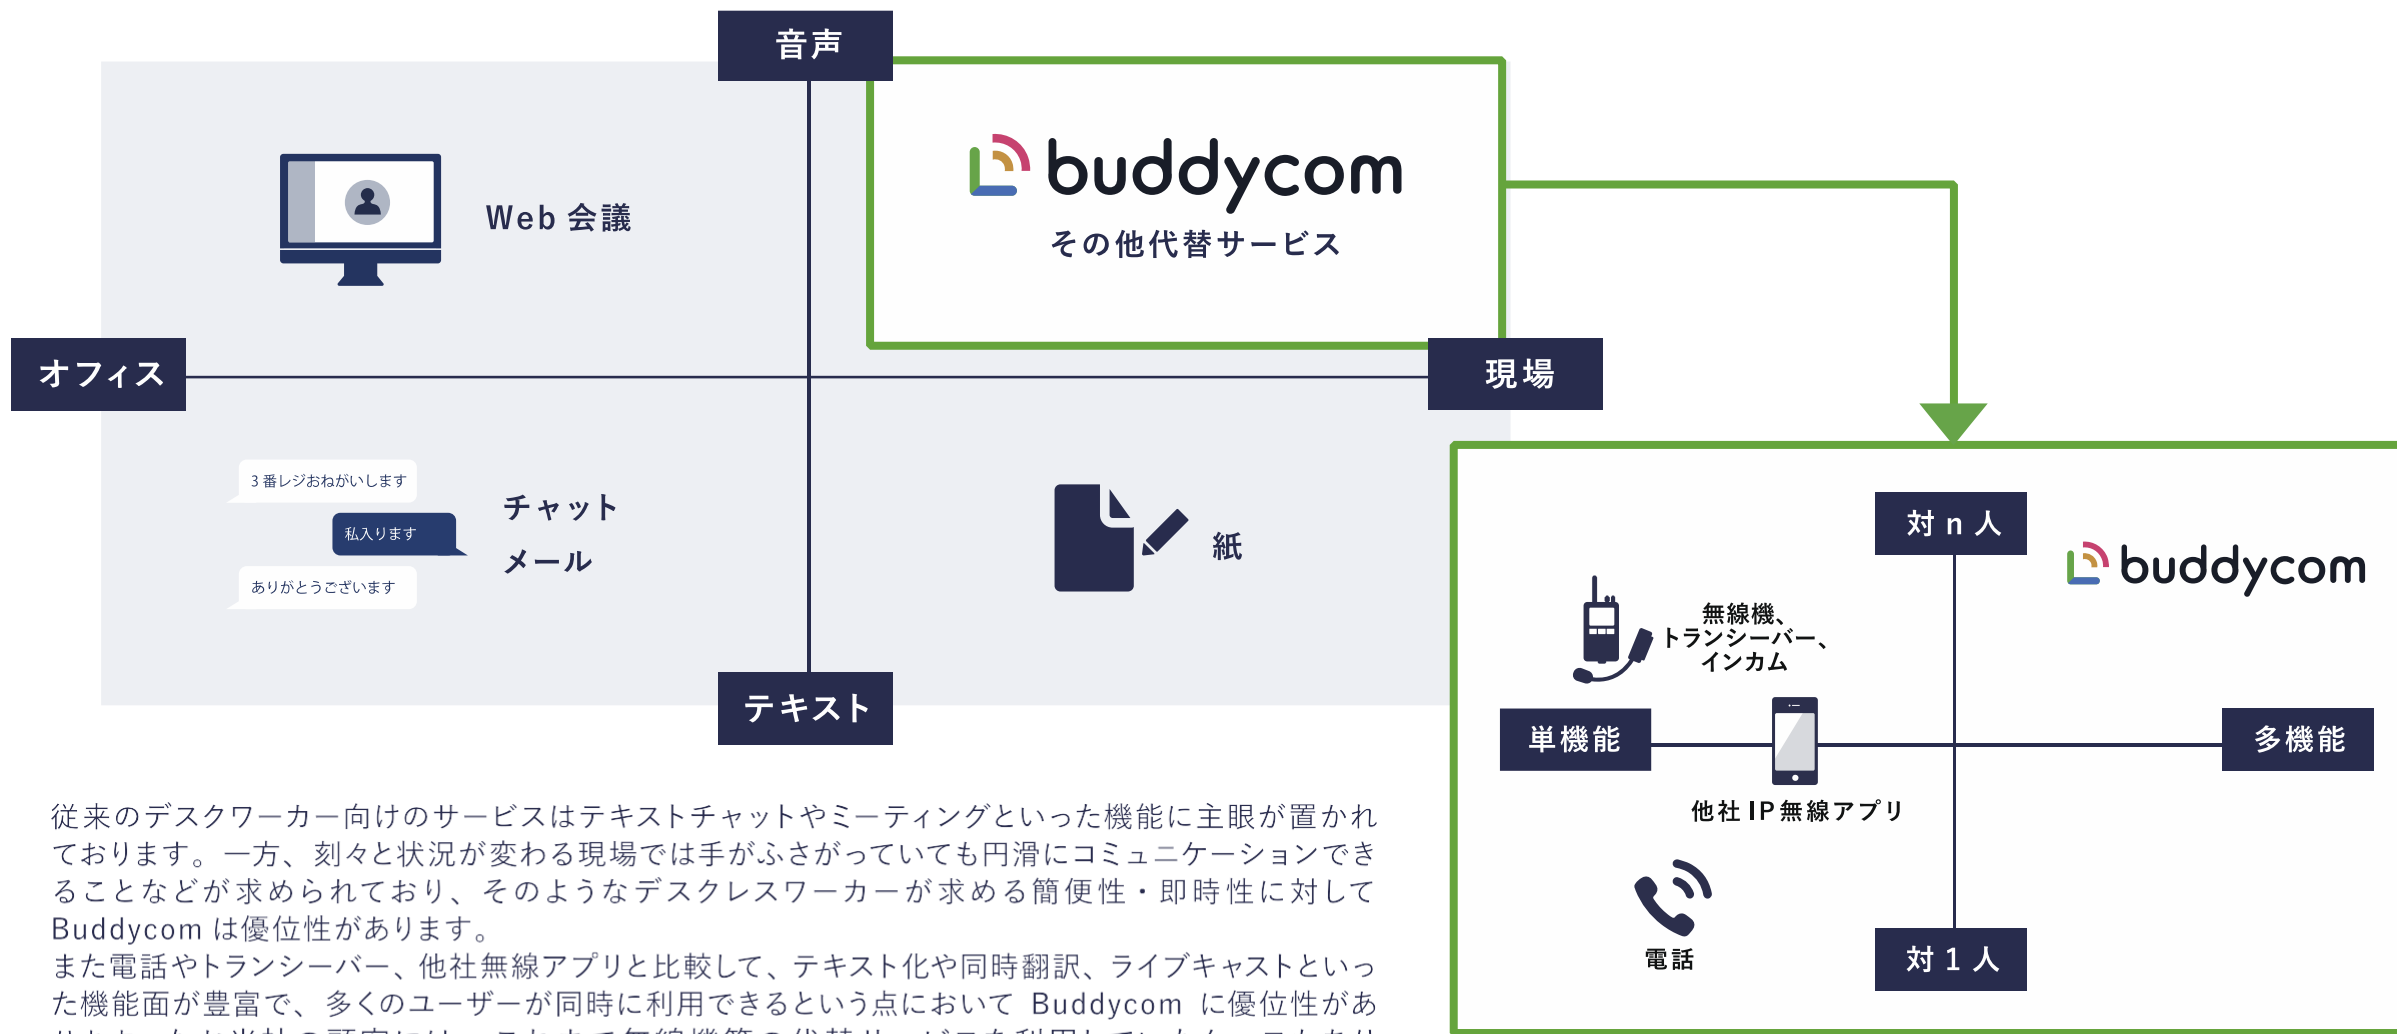 音声
buddycom
その他代替サービス
Web 会議
オフィス
現場
3 番レジおねがいします
私入ります
ありがとうございます
チャット
メール
紙
テキスト
対 n 人
buddycom
無線機、
トランシーバー、
インカム
単機能
多機能
他社 IP 無線アプリ
電話
対 1 人
従来のデスクワーカー向けのサービスはテキストチャットやミーティングといった機能に主眼が置かれ
ております。一方、刻々と状況が変わる現場では手がふさがっていても円滑にコミュニケーションでき
ることなどが求められており、そのようなデスクレスワーカーが求める簡便性・即時性に対して
Buddycom は優位性があります。
また電話やトランシーバー、他社無線アプリと比較して、テキスト化や同時翻訳、ライブキャストといっ
た機能面が豊富で、多くのユーザーが同時に利用できるという点において Buddycom に優位性があ